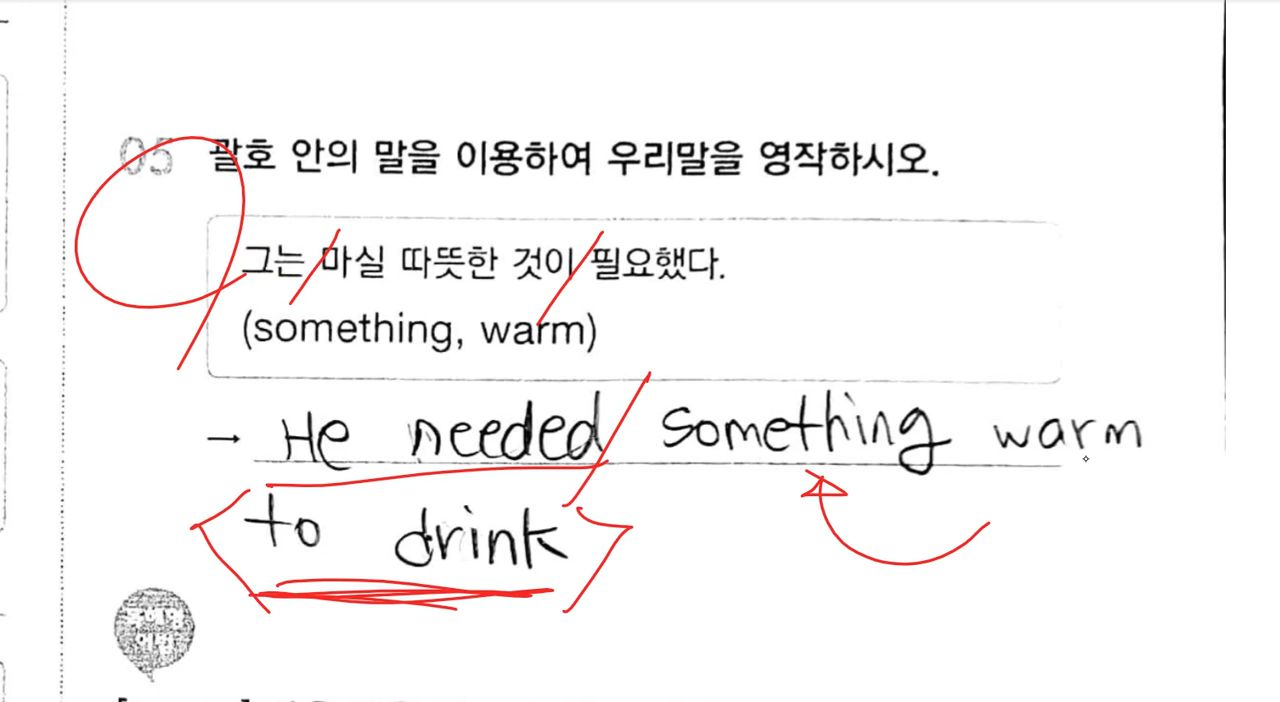 05 괄호 안의 말을 이용하여 우리말을 영작하시오.
그는 마실 따뜻한 것이 필요했다.
(something, warm)
→ He needed something warm
to drink